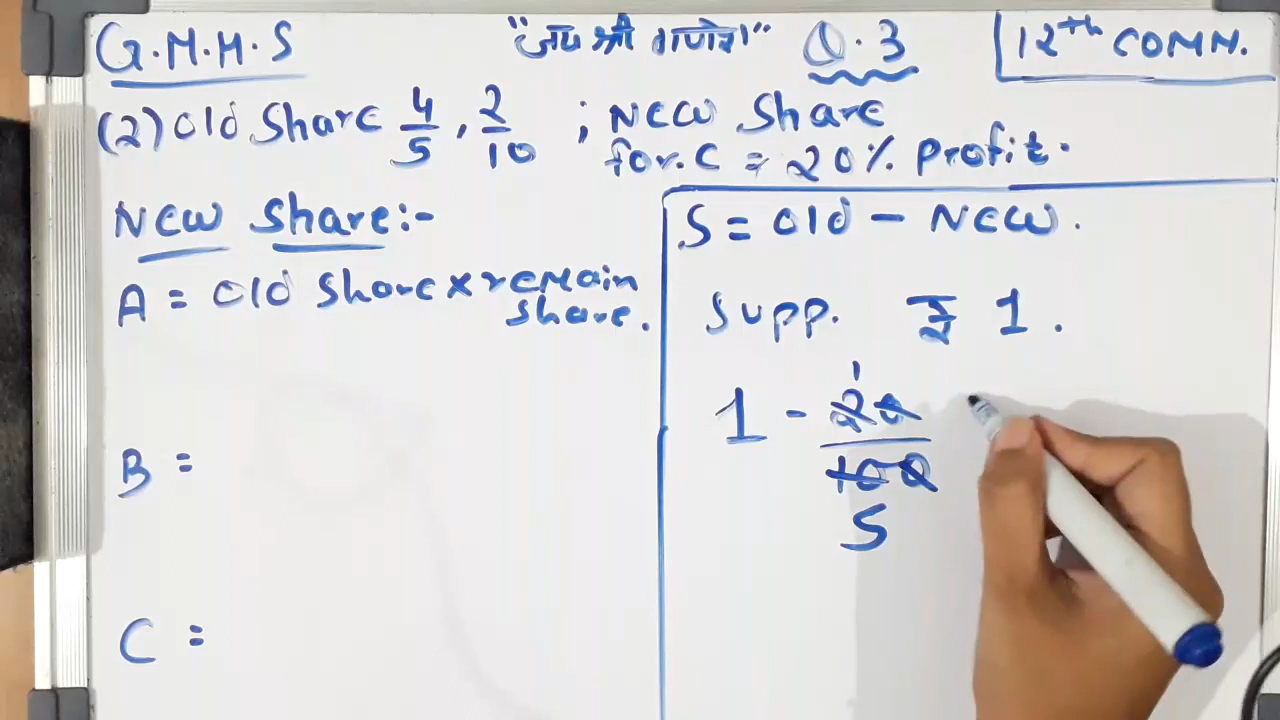 G.M.H.S
"जय श्री गणेश" Q.3
12th COMM.
(2) Old Share 4/5, 2/10 ; New Share
for. C = 20% Profit.
New Share:-
A = Old Share x remain
Share.
B =
C =
S = Old - New.
Supp. ₹ 1.
1 - 20/100
1
5